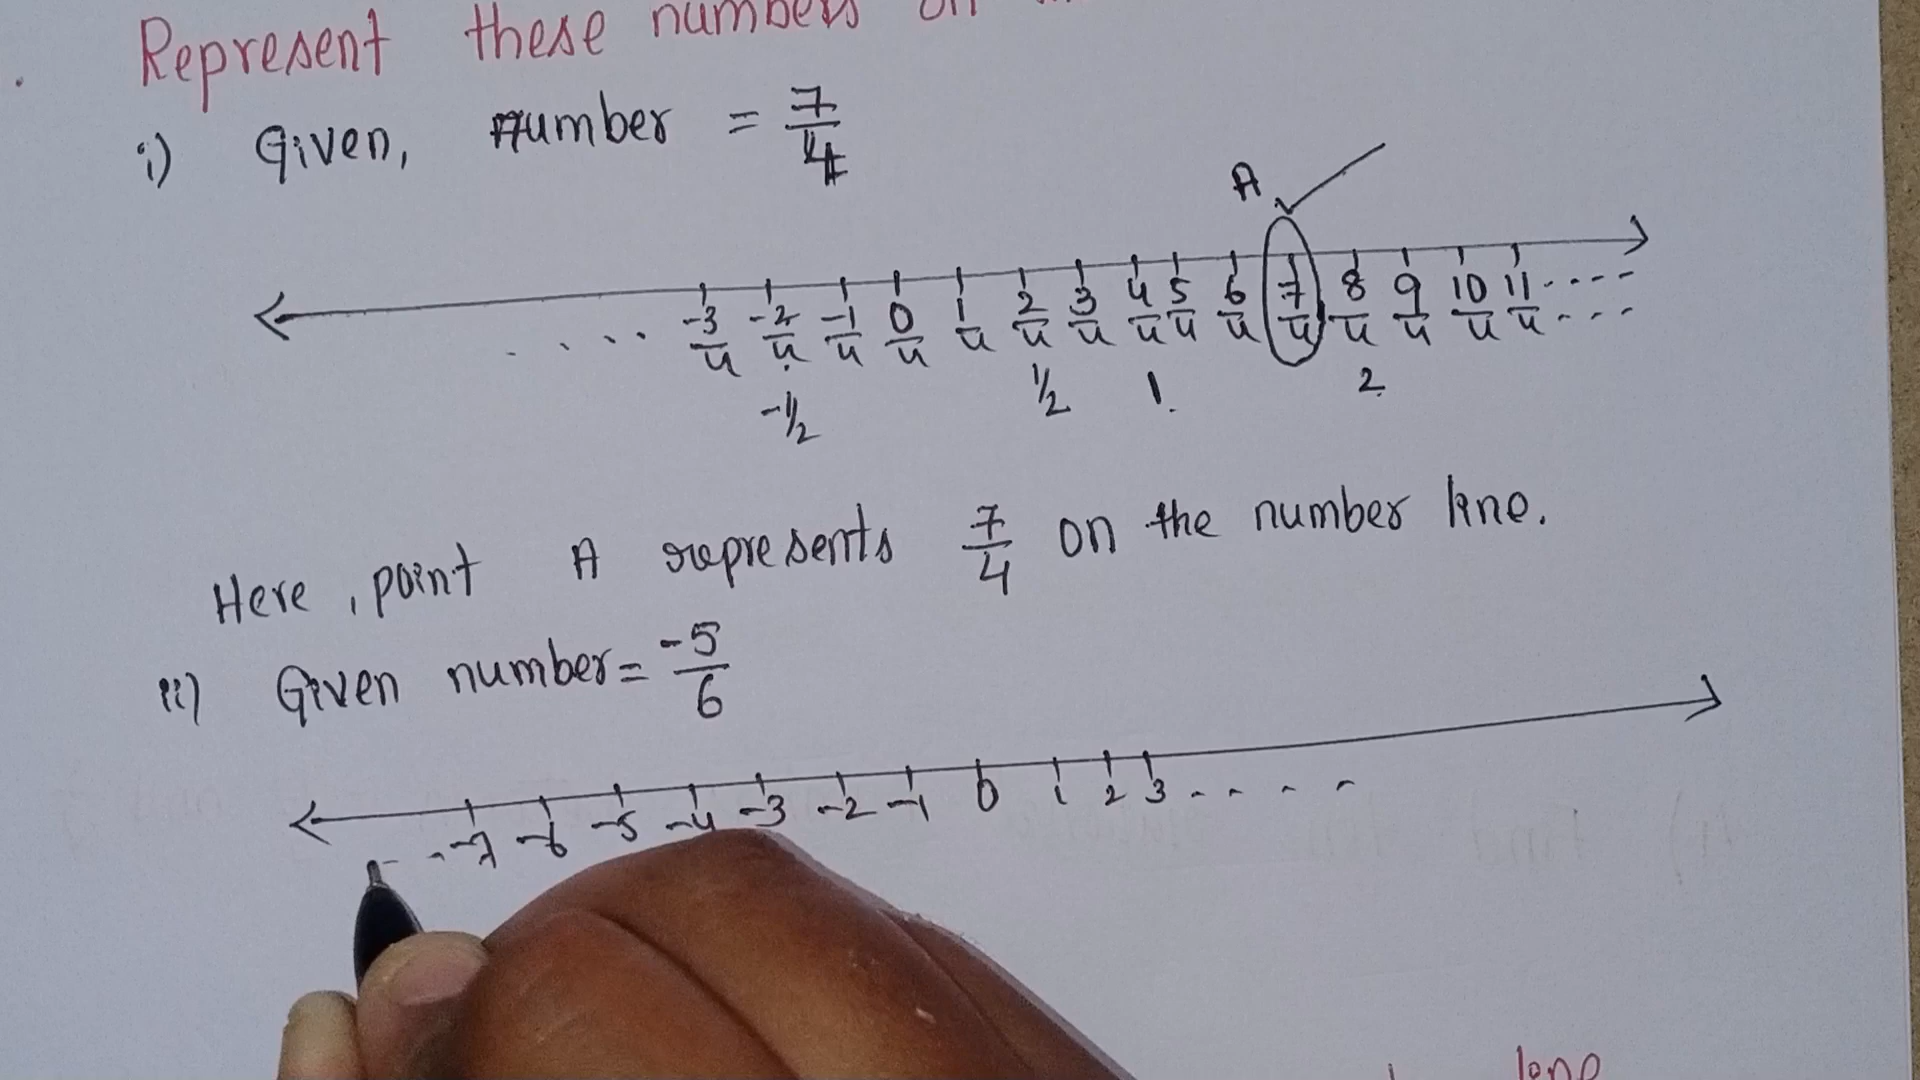 Represent these numbers on
i) Given, number = 7/4
A
-3/4 -2/4 -1/4 0/4 1/4 2/4 3/4 4/4 5/4 6/4 7/4 8/4 9/4 10/4 11/4 ....
-1/2 1/2 1 2
Here, point A represents 7/4 on the number line.
ii) Given number = -5/6
-7 -6 -5 -4 -3 -2 -1 0 1 2 3 - - - -
line